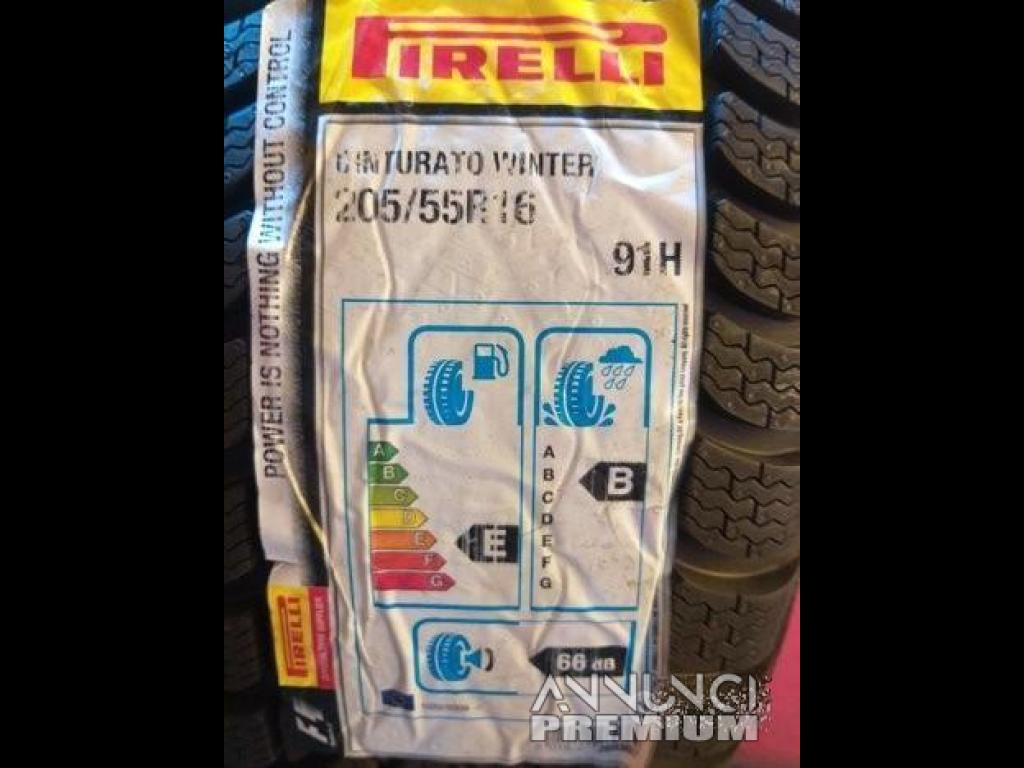 PIRELLI
POWER IS NOTHING WITHOUT CONTROL
CINTURATO WINTER
205/55R16
91H
A
B
C
D
E
F
G
E
A
B
C
D
E
F
G
B
66 dB
PIRELLI
ANNUNCI
PREMIUM